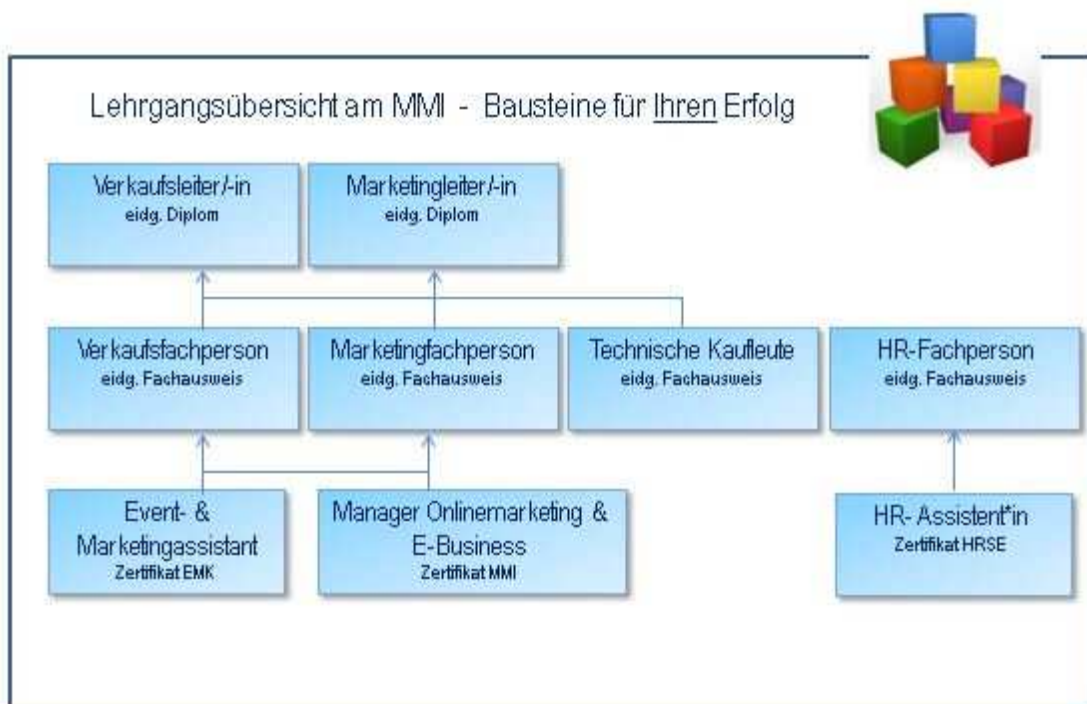 Lehrgangsübersicht am MMI - Bausteine für Ihren Erfolg
Verkaufsleiter/-in
eidg. Diplom
Marketingleiter/-in
eidg. Diplom
Verkaufsfachperson
eidg. Fachausweis
Marketingfachperson
eidg. Fachausweis
Technische Kaufleute
eidg. Fachausweis
HR-Fachperson
eidg. Fachausweis
Event- &
Marketingassistant
Zertifikat EMK
Manager Onlinemarketing &
E-Business
Zertifikat MMI
HR- Assistent*in
Zertifikat HRSE